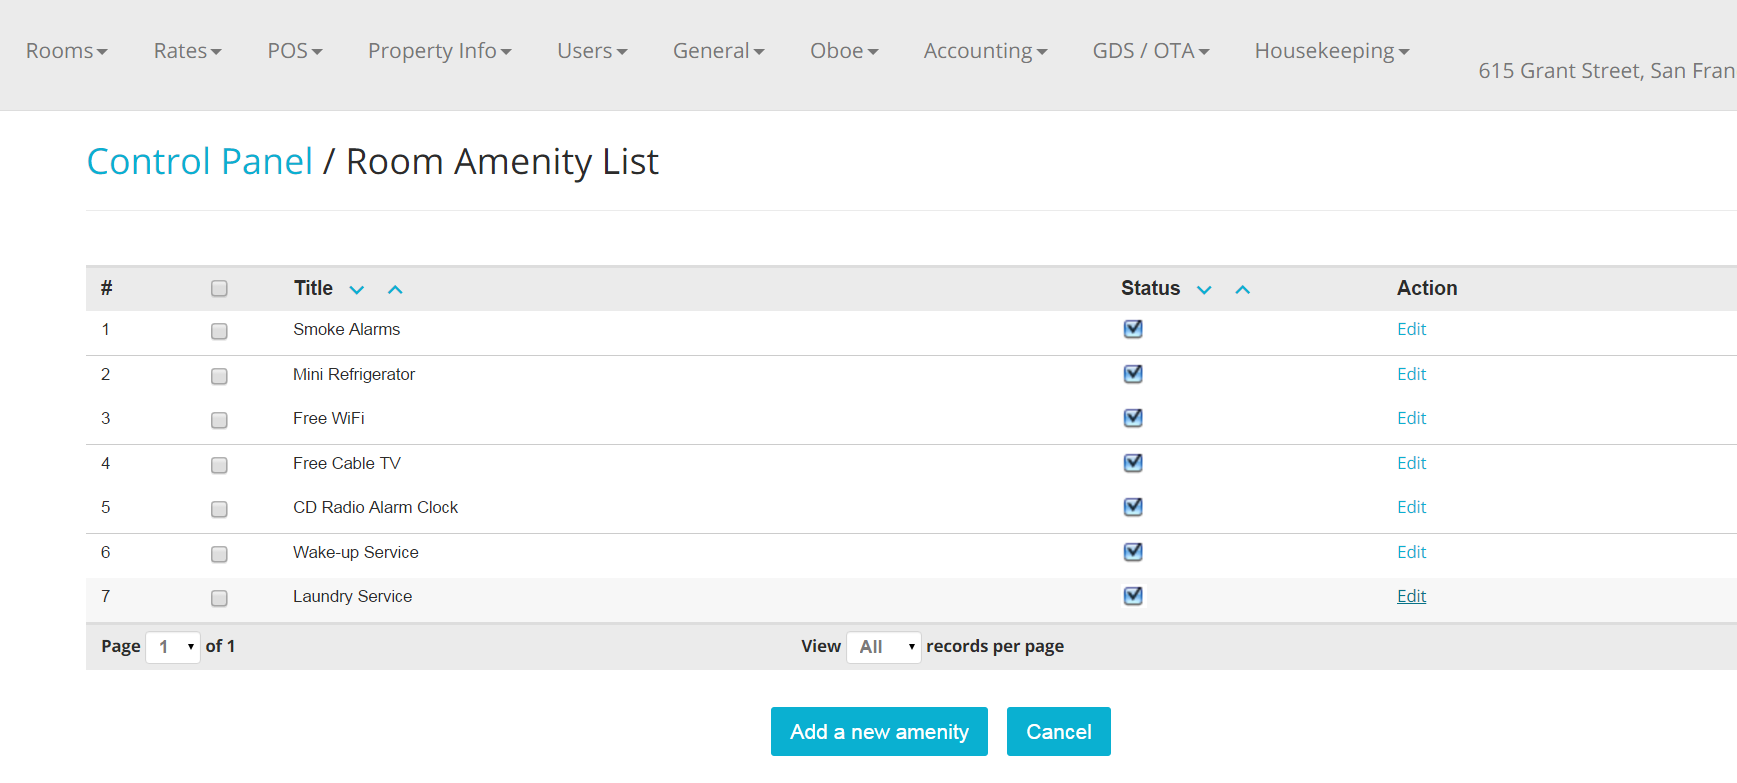 Rooms Rates POS Property Info Users General Oboe Accounting GDS / OTA Housekeeping
615 Grant Street, San Fran
Control Panel / Room Amenity List
# Title Status Action
1 Smoke Alarms Edit
2 Mini Refrigerator Edit
3 Free WiFi Edit
4 Free Cable TV Edit
5 CD Radio Alarm Clock Edit
6 Wake-up Service Edit
7 Laundry Service Edit
Page 1 of 1 View All records per page
Add a new amenity Cancel